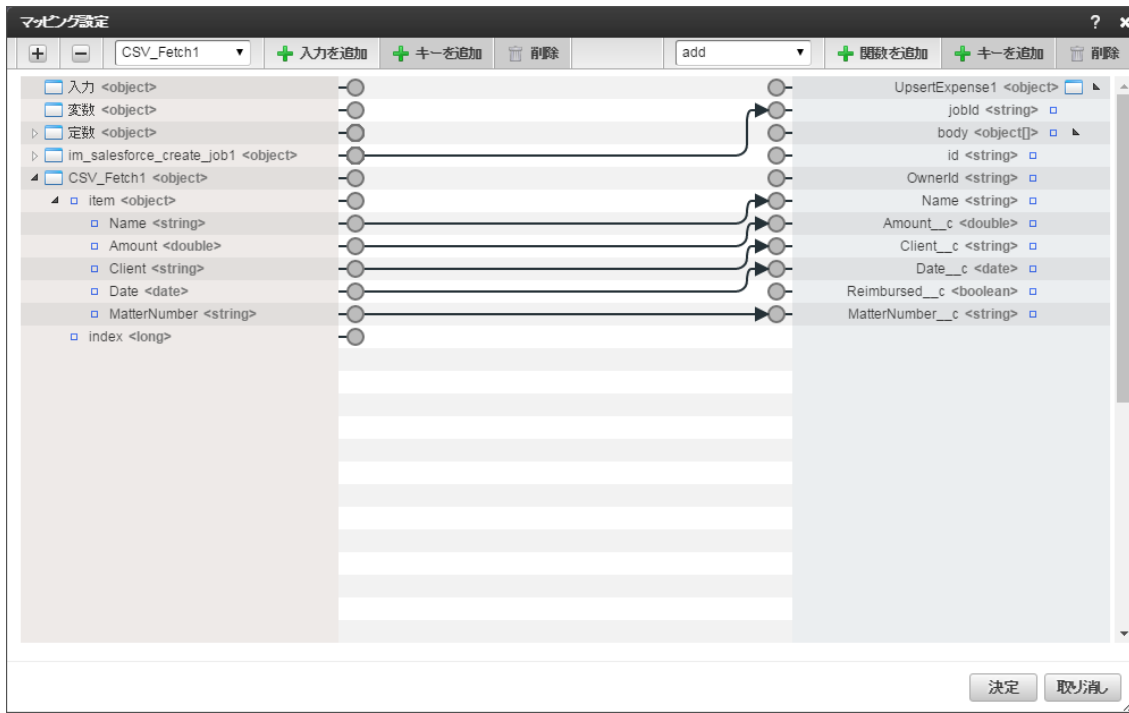 マッピング設定 ?
CSV_Fetch1 入力を追加 キーを追加 削除 add 関数を追加 キーを追加 削除
入力 <object> UpsertExpense1 <object>
変数 <object> jobId <string>
定数 <object> body <object[]>
im_salesforce_create_job1 <object> id <string>
CSV_Fetch1 <object> OwnerId <string>
item <object> Name <string>
Name <string> Amount__c <double>
Amount <double> Client__c <string>
Client <string> Date__c <date>
Date <date> Reimbursed__c <boolean>
MatterNumber <string> MatterNumber__c <string>
index <long>
決定 取り消し